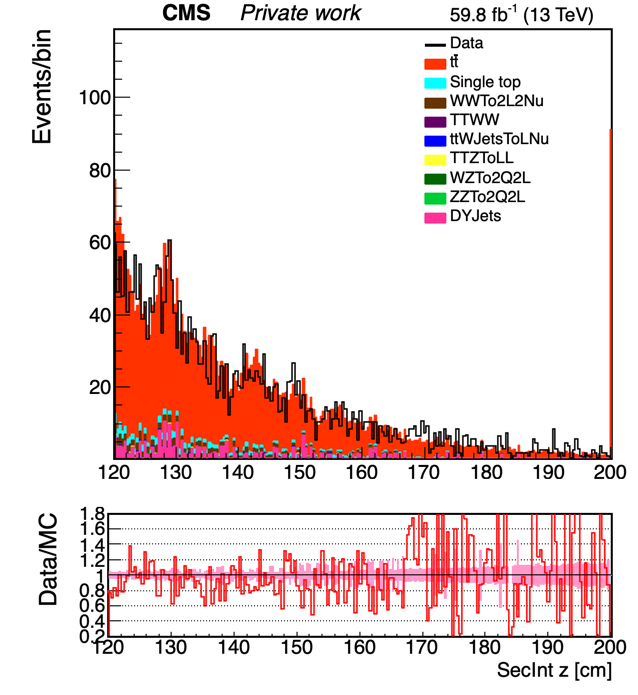 CMS Private work 59.8 fb-1 (13 TeV)
Events/bin
Data
tt̄
Single top
WWTo2L2Nu
TTWW
ttWJetsToLNu
TTZToLL
WZTo2Q2L
ZZTo2Q2L
DYJets
100
80
60
40
20
120 130 140 150 160 170 180 190 200
Data/MC
1.8
1.6
1.4
1.2
1
0.8
0.6
0.4
0.2
120 130 140 150 160 170 180 190 200
SecInt z [cm]